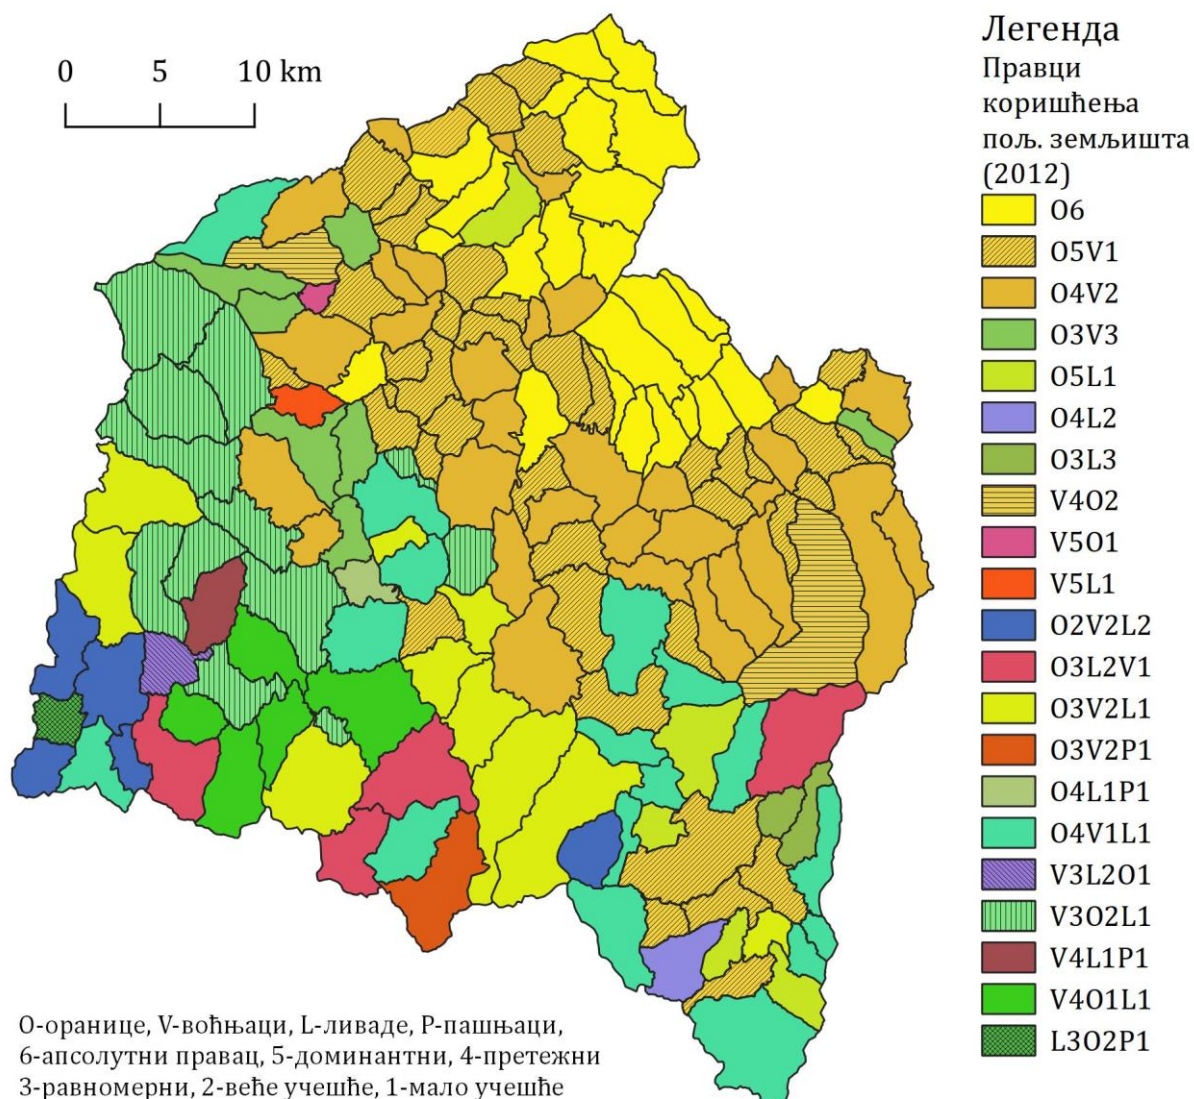 0 5 10 km
Легенда
Правци
коришћења
пољ. земљишта
(2012)
O6
O5V1
O4V2
O3V3
O5L1
O4L2
O3L3
V4O2
V5O1
V5L1
O2V2L2
O3L2V1
O3V2L1
O3V2P1
O4L1P1
O4V1L1
V3L2O1
V3O2L1
V4L1P1
V4O1L1
L3O2P1
О-оранице, V-воћњаци, L-ливаде, Р-пашњаци,
6-апсолутни правац, 5-доминантни, 4-претежни
3-равномерни, 2-веће учешће, 1-мало учешће